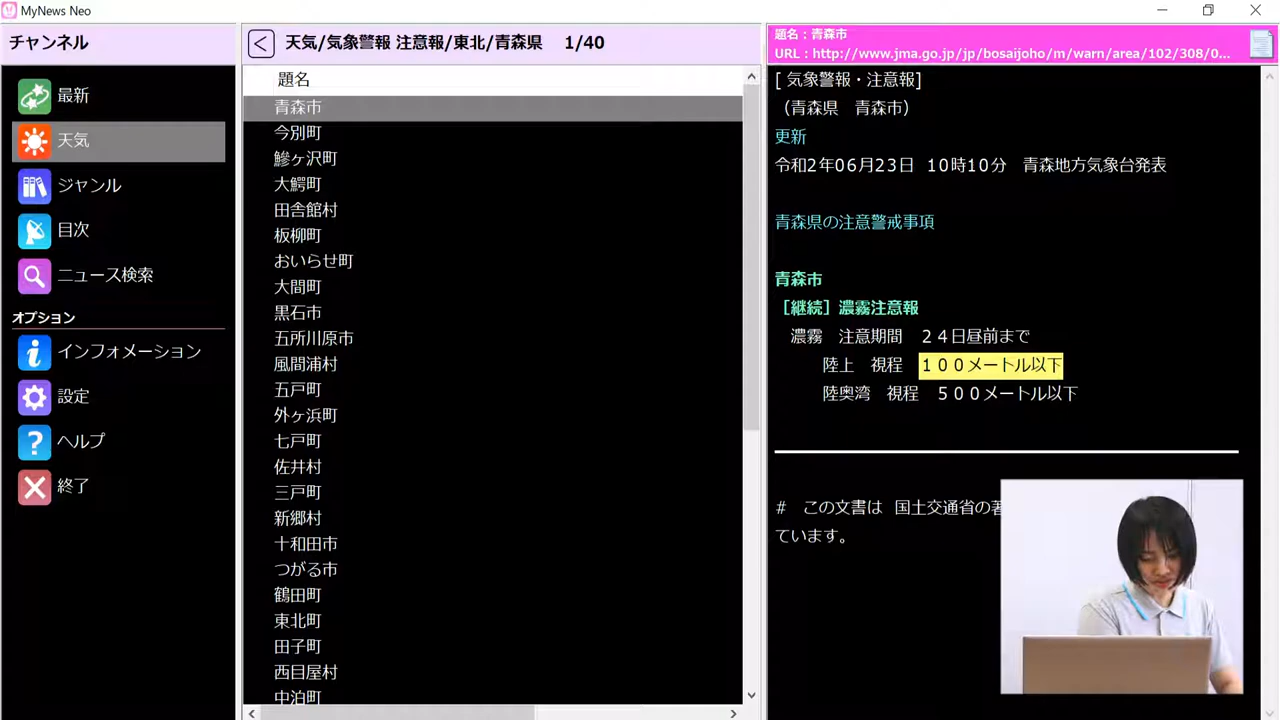 MyNews Neo
チャンネル
最新
天気
ジャンル
目次
ニュース検索
オプション
インフォメーション
設定
ヘルプ
終了
天気/気象警報 注意報/東北/青森県 1/40
題名
青森市
今別町
鰺ヶ沢町
大鰐町
田舎館村
板柳町
おいらせ町
大間町
黒石市
五所川原市
風間浦村
五戸町
外ヶ浜町
七戸町
佐井村
三戸町
新郷村
十和田市
つがる市
鶴田町
東北町
田子町
西目屋村
中泊町
題名：青森市
URL：http://www.jma.go.jp/jp/bosaijoho/m/warn/area/102/308/0...
[ 気象警報・注意報]
（青森県　青森市）
更新
令和2年06月23日 10時10分　青森地方気象台発表
青森県の注意警戒事項
青森市
［継続］濃霧注意報
濃霧　注意期間　２４日昼前まで
陸上　視程　１００メートル以下
陸奥湾　視程　５００メートル以下
#　この文書は　国土交通省の著
ています。